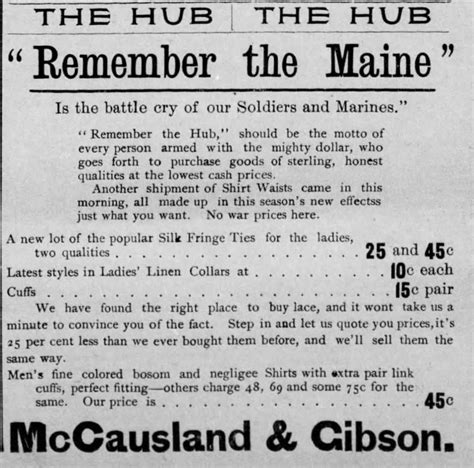 THE HUB THE HUB
"Remember the Maine"
Is the battle cry of our Soldiers and Marines."
"Remember the Hub," should be the motto of
every person armed with the mighty dollar, who
goes forth to purchase goods of sterling, honest
qualities at the lowest cash prices.
Another shipment of Shirt Waists came in this
morning, all made up in this season's new effectss
just what you want. No war prices here.
A new lot of the popular Silk Fringe Ties for the ladies,
two qualities . . . . . . . . . . . 25 and 45c
Latest styles in Ladies' Linen Collars at . . . . . . 10c each
Cuffs . . . . . . . . . . . . . . . 15c pair
We have found the right place to buy lace, and it wont take us a
minute to convince you of the fact. Step in and let us quote you prices, it's
25 per cent less than we ever bought them before, and we'll sell them the
same way.
Men's fine colored bosom and negligee Shirts with extra pair link
cuffs, perfect fitting—others charge 48, 69 and some 75c for the
same. Our price is . . . . . . . . . . . . 45c
McCausland & Gibson.